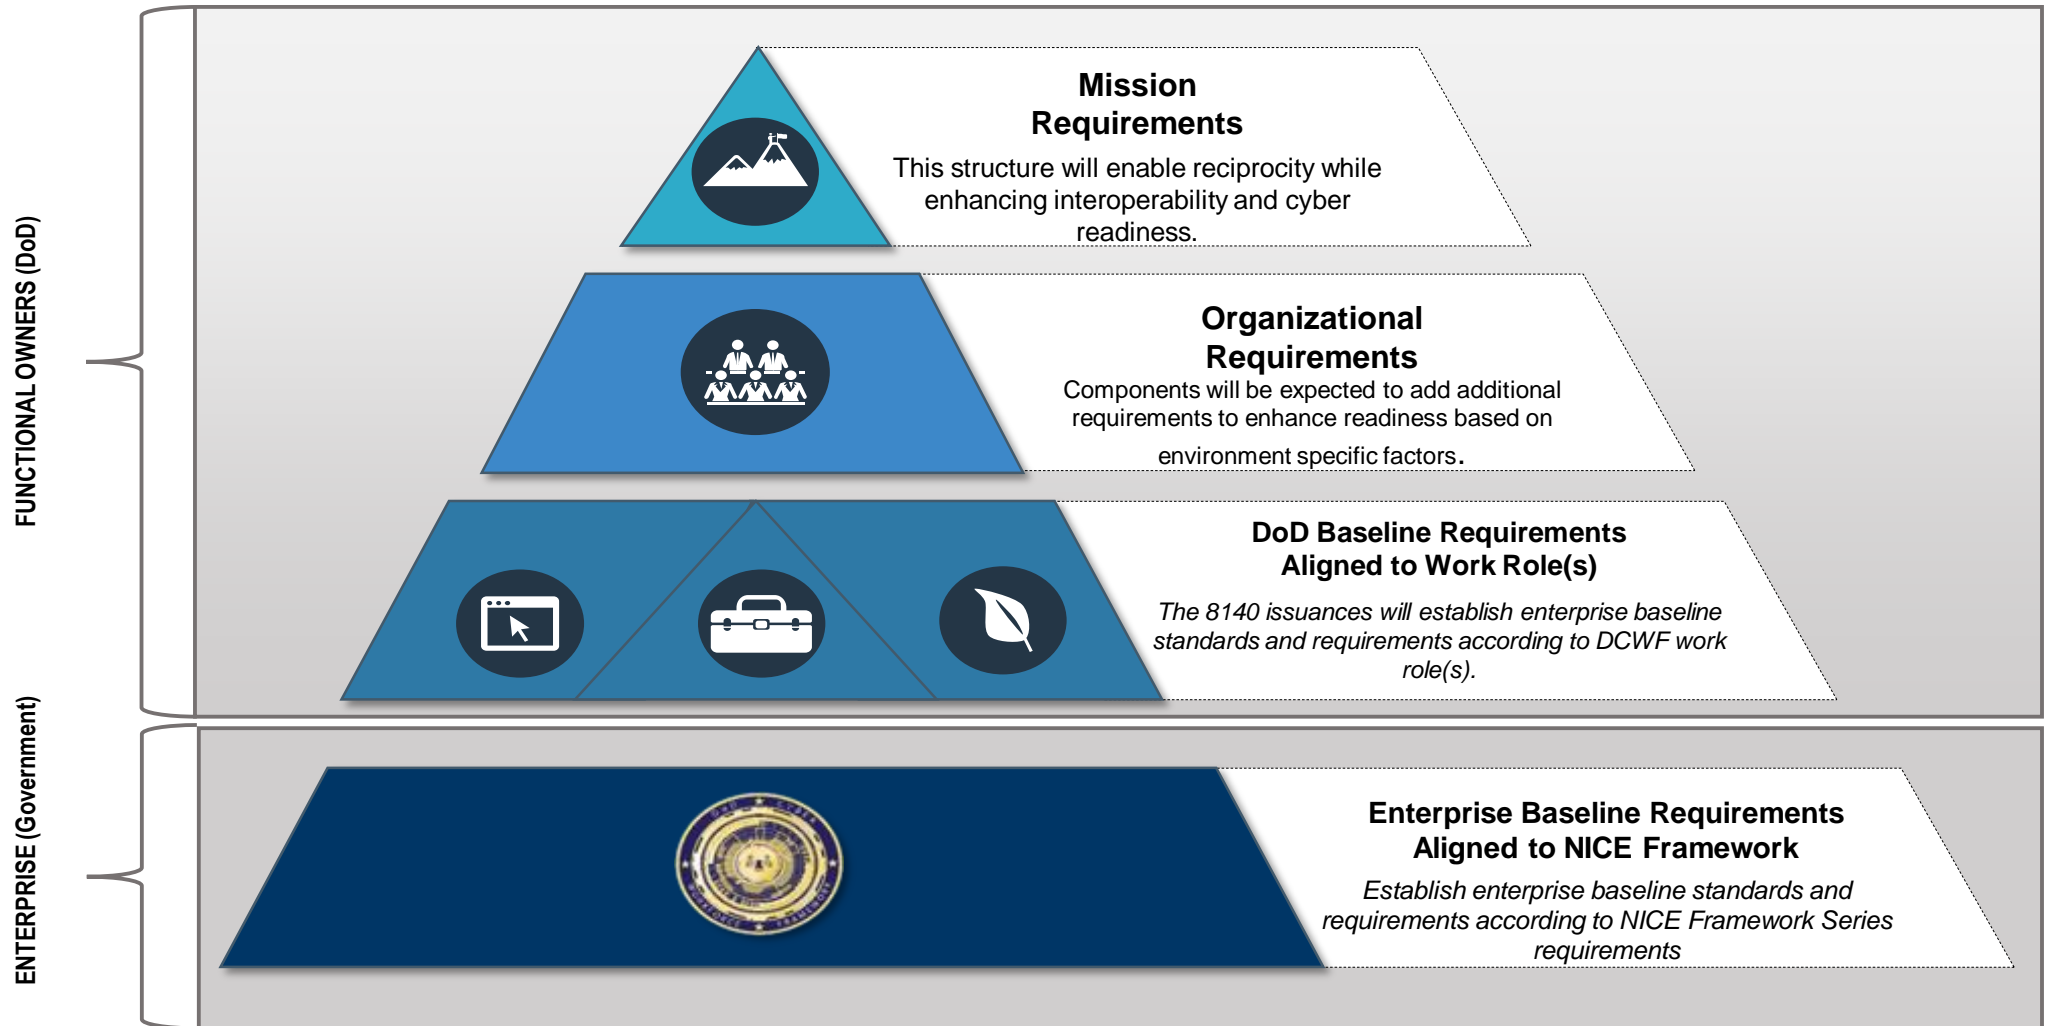 FUNCTIONAL OWNERS (DoD)
Mission
Requirements
This structure will enable reciprocity while
enhancing interoperability and cyber
readiness.
Organizational
Requirements
Components will be expected to add additional
requirements to enhance readiness based on
environment specific factors.
DoD Baseline Requirements
Aligned to Work Role(s)
The 8140 issuances will establish enterprise baseline
standards and requirements according to DCWF work
role(s).
ENTERPRISE (Government)
DoD CYBER
WORKFORCE FRAMEWORK
Enterprise Baseline Requirements
Aligned to NICE Framework
Establish enterprise baseline standards and
requirements according to NICE Framework Series
requirements